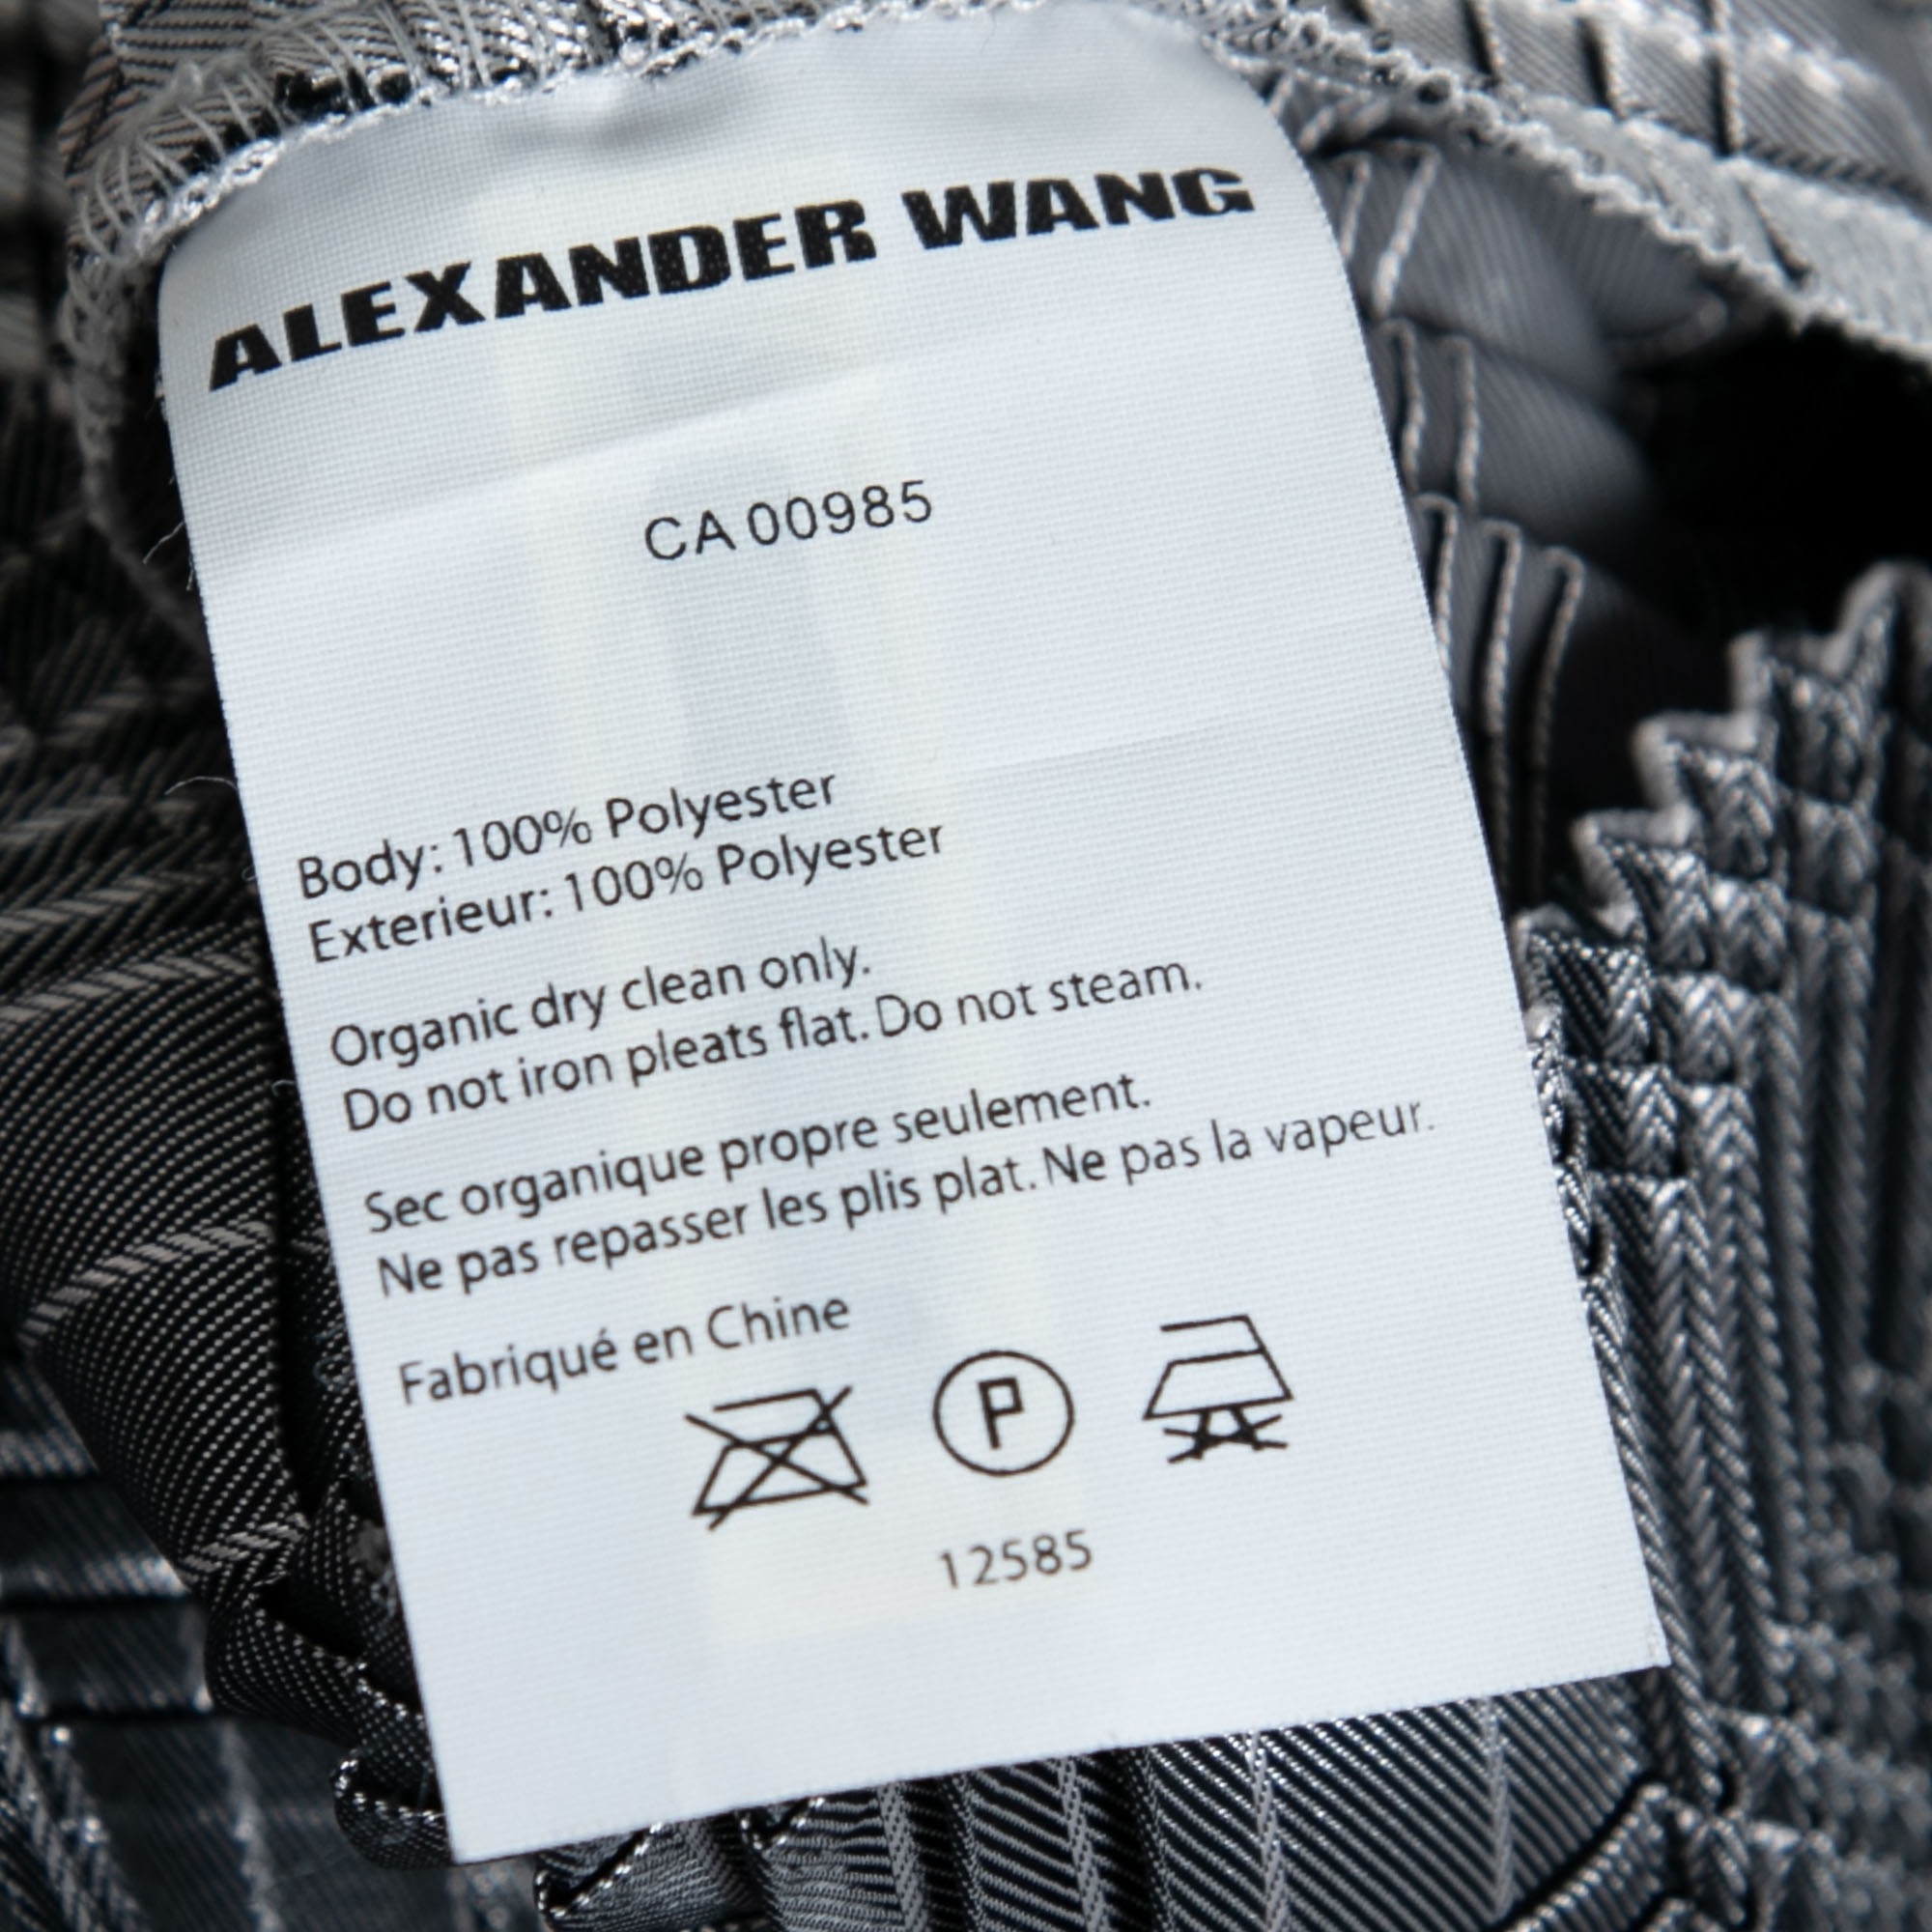 ALEXANDER WANG
CA 00985
Body: 100% Polyester
Exterieur: 100% Polyester
Organic dry clean only.
Do not iron pleats flat. Do not steam.
Sec organique propre seulement.
Ne pas repasser les plis plat. Ne pas la vapeur.
Fabriqué en Chine
P
12585